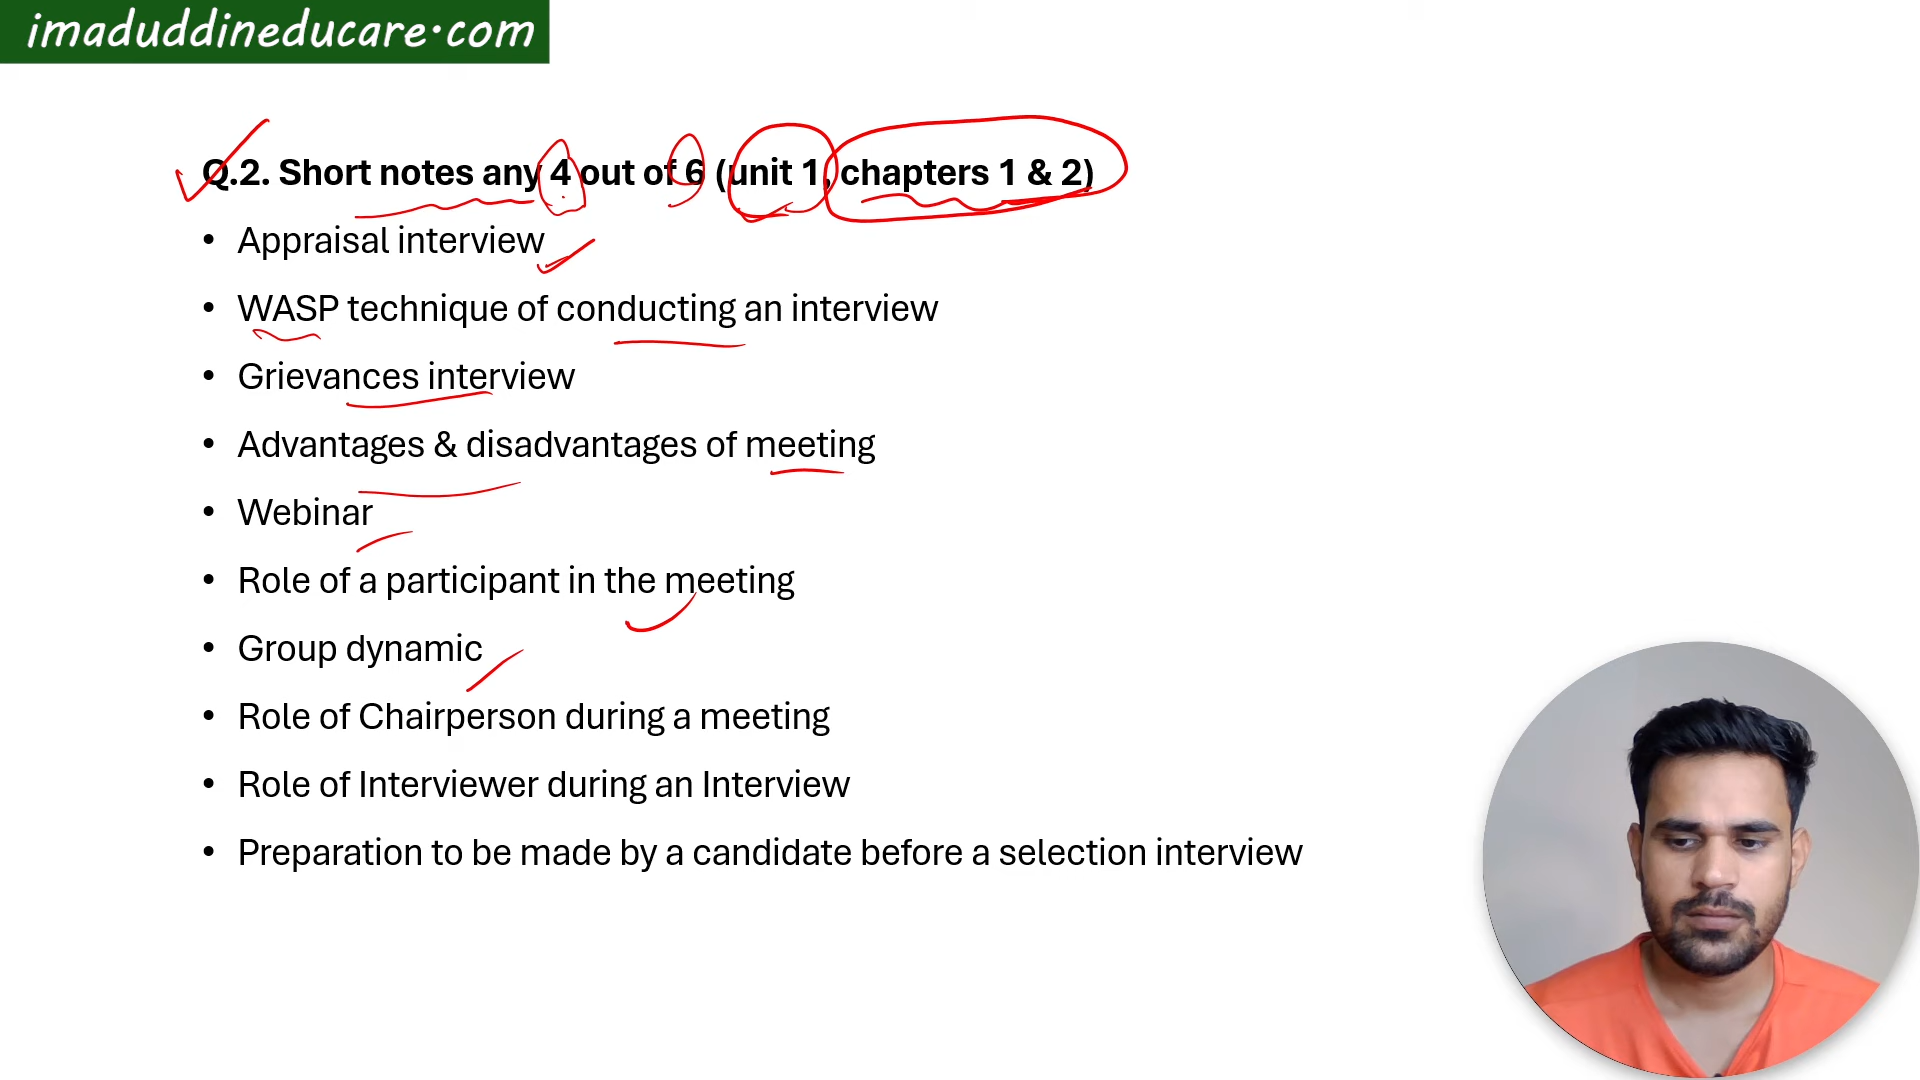 imaduddineducare.com
Q.2. Short notes any 4 out of 6 (unit 1, chapters 1 & 2)
• Appraisal interview
• WASP technique of conducting an interview
• Grievances interview
• Advantages & disadvantages of meeting
• Webinar
• Role of a participant in the meeting
• Group dynamic
• Role of Chairperson during a meeting
• Role of Interviewer during an Interview
• Preparation to be made by a candidate before a selection interview